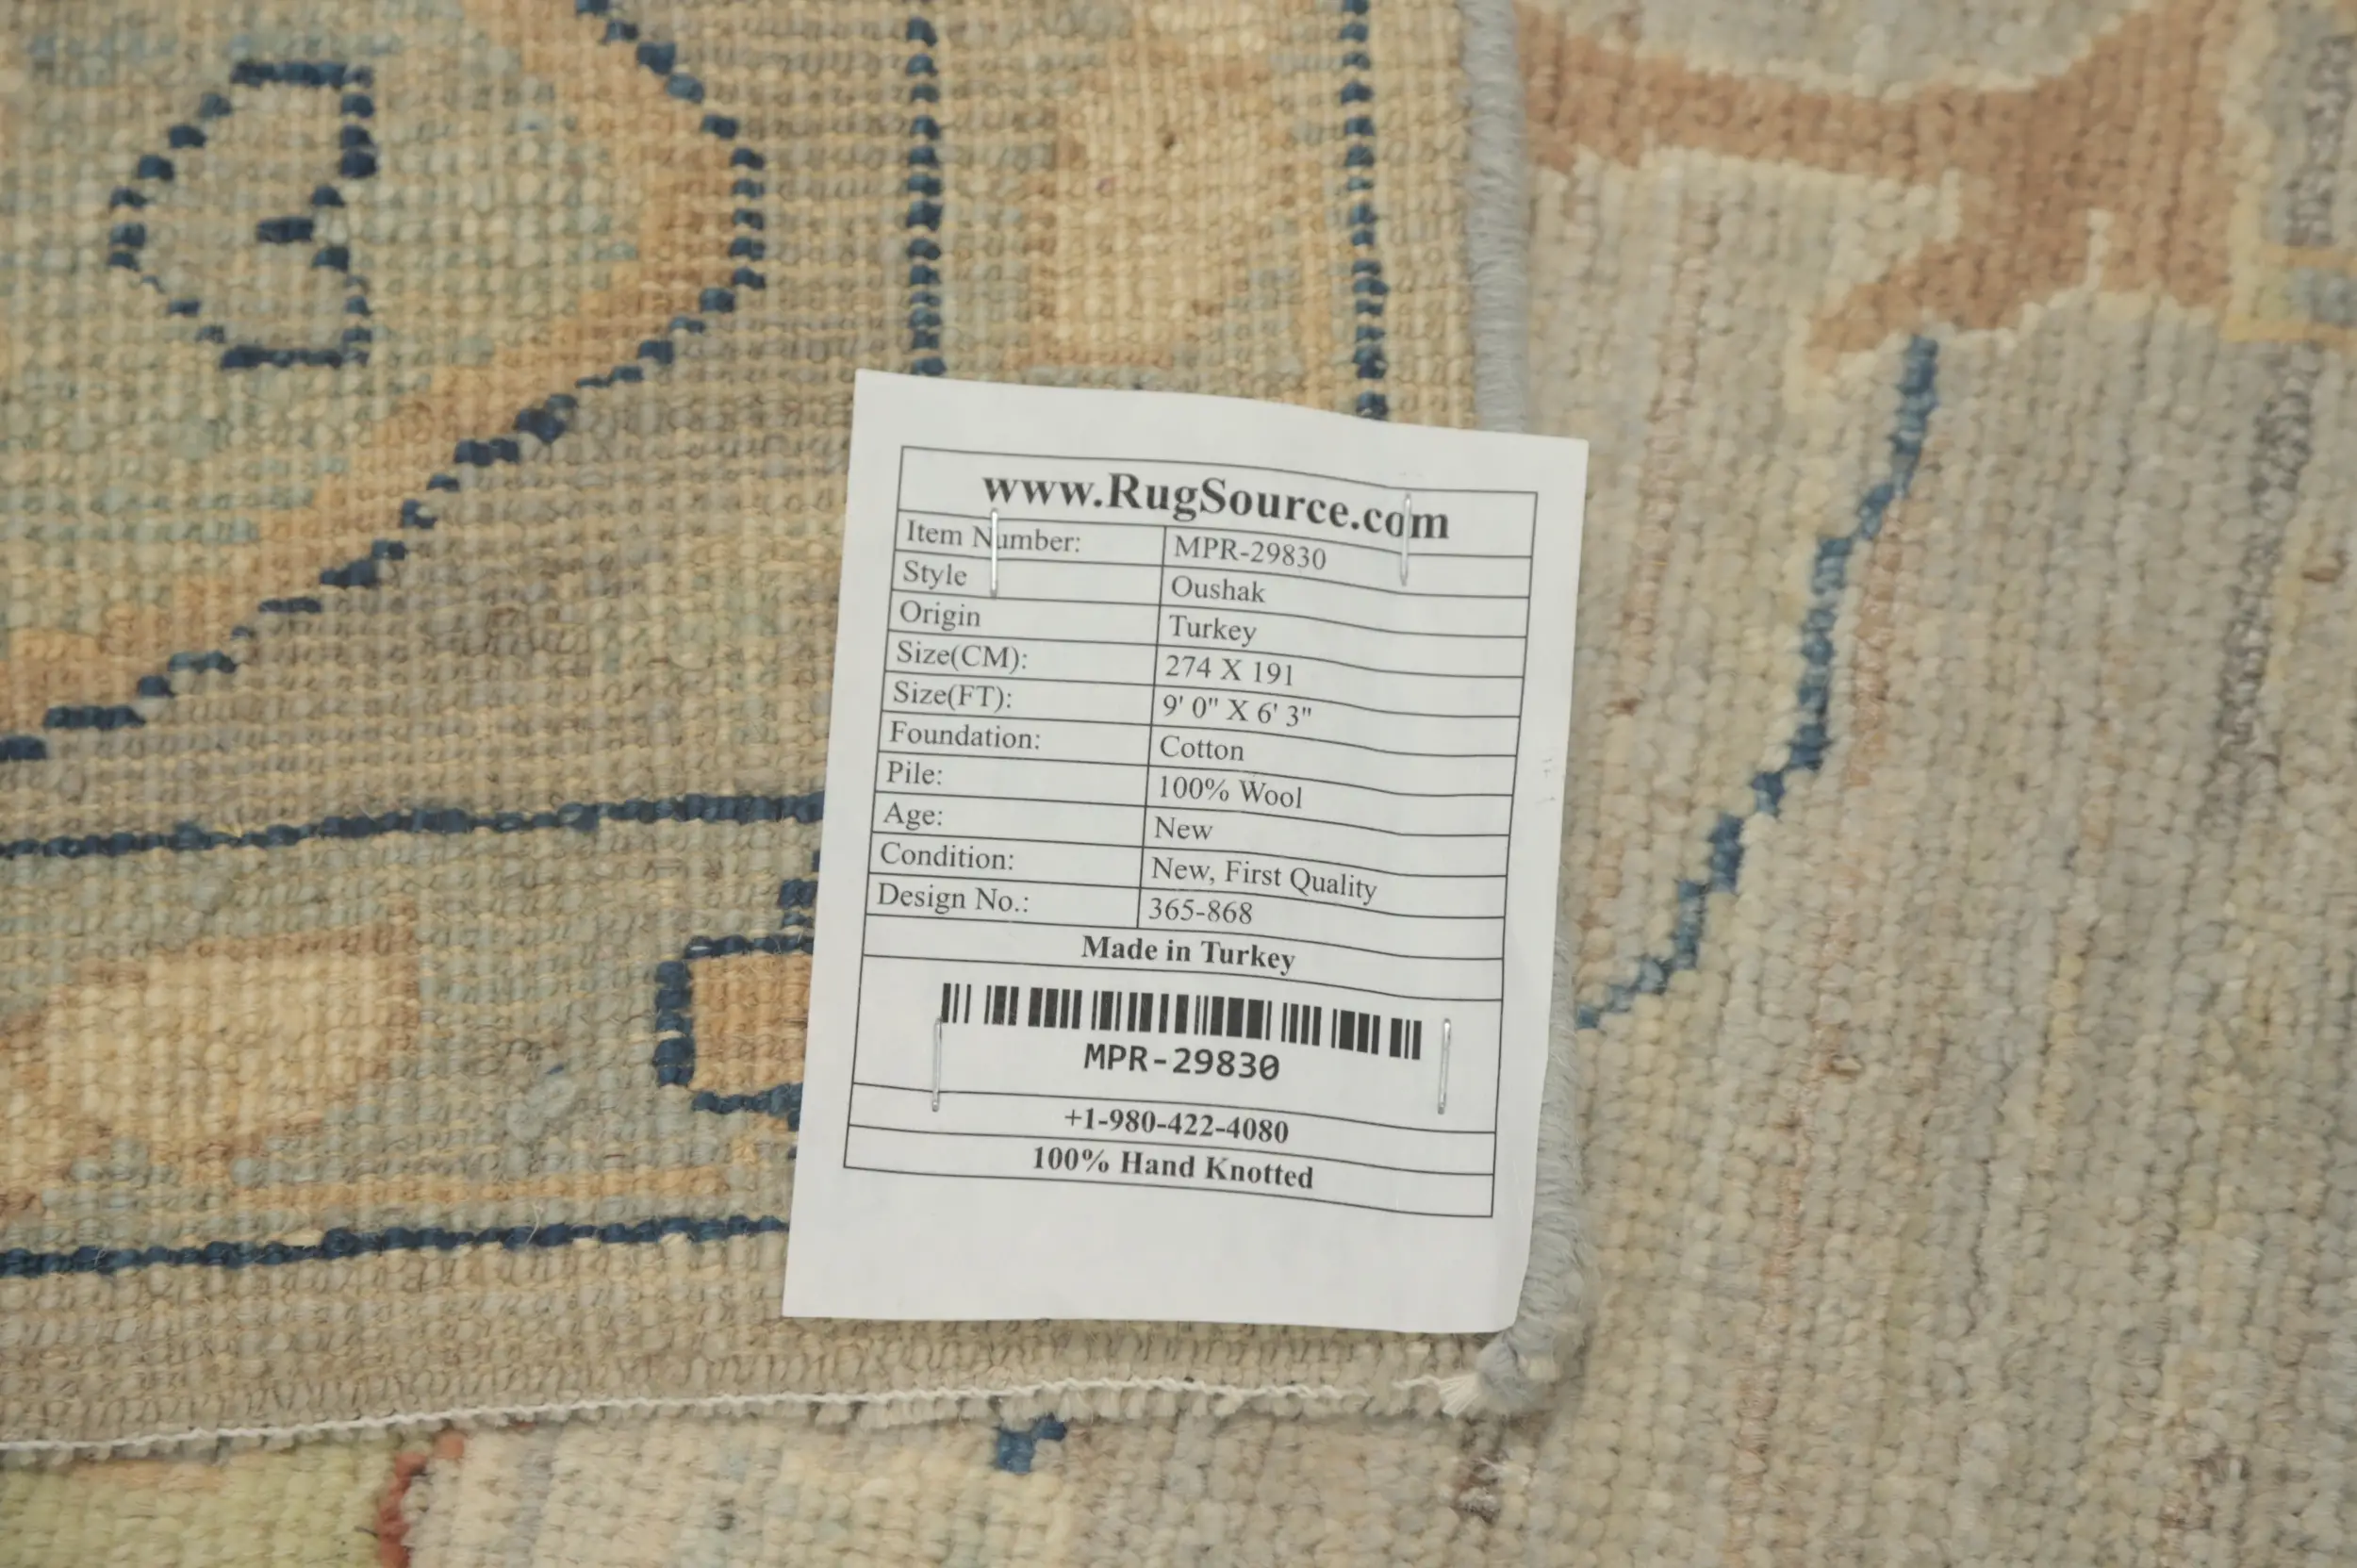 www.RugSource.com
Item Number: MPR-29830
Style Oushak
Origin Turkey
Size(CM): 274 X 191
Size(FT): 9' 0" X 6' 3"
Foundation: Cotton
Pile: 100% Wool
Age: New
Condition: New, First Quality
Design No.: 365-868
Made in Turkey
MPR-29830
+1-980-422-4080
100% Hand Knotted